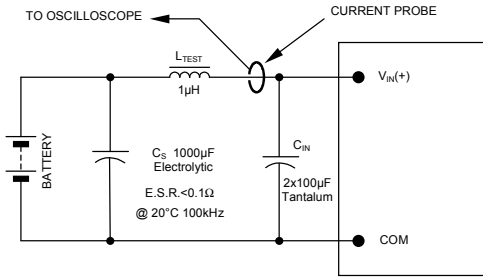 TO OSCILLOSCOPE
CURRENT PROBE
LTEST
1µH
VIN(+)
BATTERY
CS 1000µF
Electrolytic
E.S.R.<0.1Ω
@ 20°C 100kHz
CIN
2x100µF
Tantalum
COM